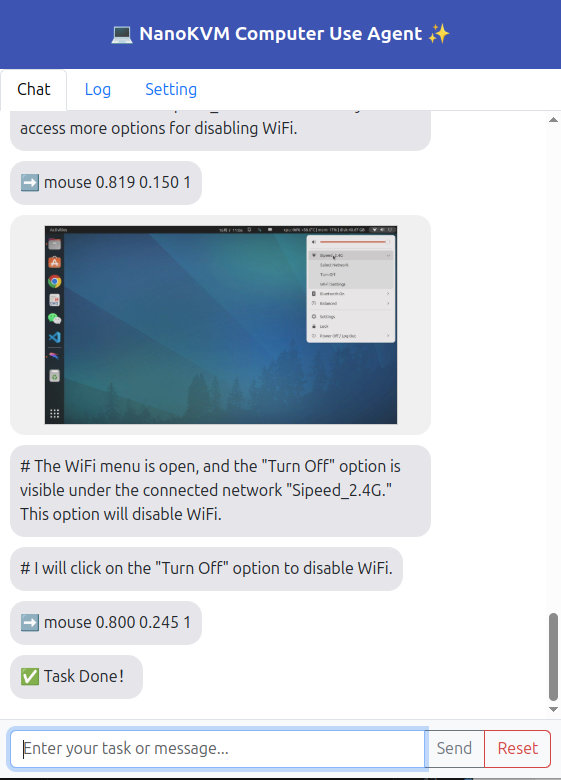 💻 NanoKVM Computer Use Agent ✨
Chat Log Setting
access more options for disabling WiFi.
➡️ mouse 0.819 0.150 1
Activities
Sipeed_2.4G
Select Network
Turn Off
WiFi Settings
Bluetooth On
Balanced
Settings
Lock
Power Off / Log Out
# The WiFi menu is open, and the "Turn Off" option is
visible under the connected network "Sipeed_2.4G."
This option will disable WiFi.
# I will click on the "Turn Off" option to disable WiFi.
➡️ mouse 0.800 0.245 1
✅ Task Done!
Enter your task or message...
Send
Reset